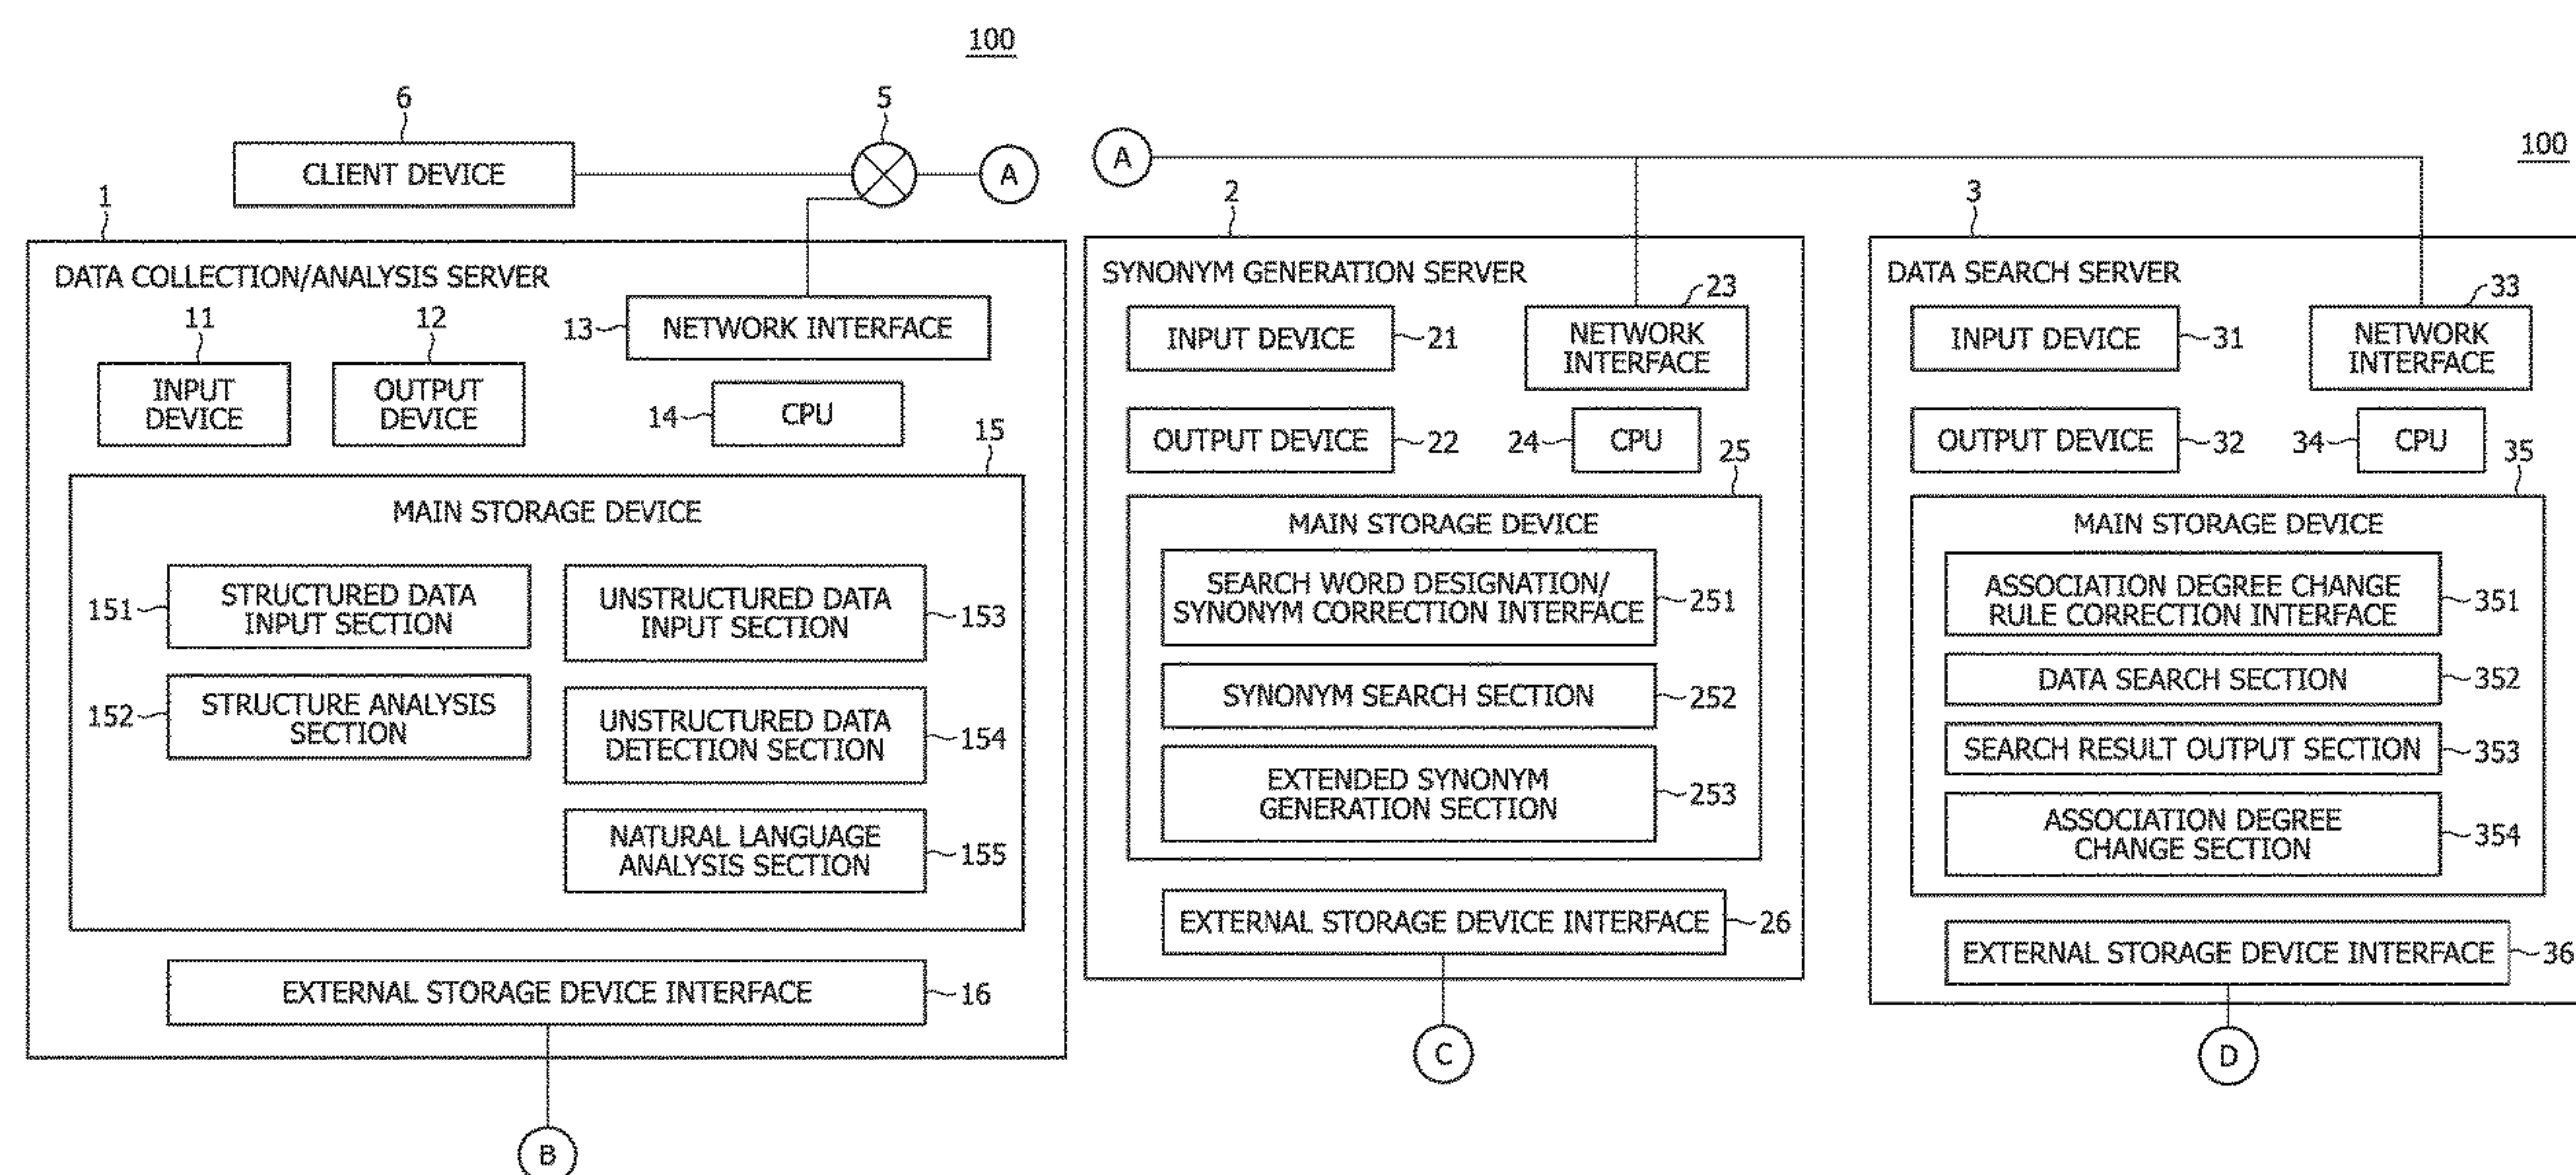 100
6
5
CLIENT DEVICE
A
1
DATA COLLECTION/ANALYSIS SERVER
11
12
13
NETWORK INTERFACE
INPUT
DEVICE
OUTPUT
DEVICE
14
CPU
15
MAIN STORAGE DEVICE
151
STRUCTURED DATA
INPUT SECTION
UNSTRUCTURED DATA
INPUT SECTION
153
152
STRUCTURE ANALYSIS
SECTION
UNSTRUCTURED DATA
DETECTION SECTION
154
NATURAL LANGUAGE
ANALYSIS SECTION
155
EXTERNAL STORAGE DEVICE INTERFACE
16
B
A
100
2
SYNONYM GENERATION SERVER
23
INPUT DEVICE
21
NETWORK
INTERFACE
OUTPUT DEVICE
22
24
CPU
25
MAIN STORAGE DEVICE
SEARCH WORD DESIGNATION/
SYNONYM CORRECTION INTERFACE
251
SYNONYM SEARCH SECTION
252
EXTENDED SYNONYM
GENERATION SECTION
253
EXTERNAL STORAGE DEVICE INTERFACE
26
C
3
DATA SEARCH SERVER
33
INPUT DEVICE
31
NETWORK
INTERFACE
OUTPUT DEVICE
32
34
CPU
35
MAIN STORAGE DEVICE
ASSOCIATION DEGREE CHANGE
RULE CORRECTION INTERFACE
351
DATA SEARCH SECTION
352
SEARCH RESULT OUTPUT SECTION
353
ASSOCIATION DEGREE
CHANGE SECTION
354
EXTERNAL STORAGE DEVICE INTERFACE
36
D